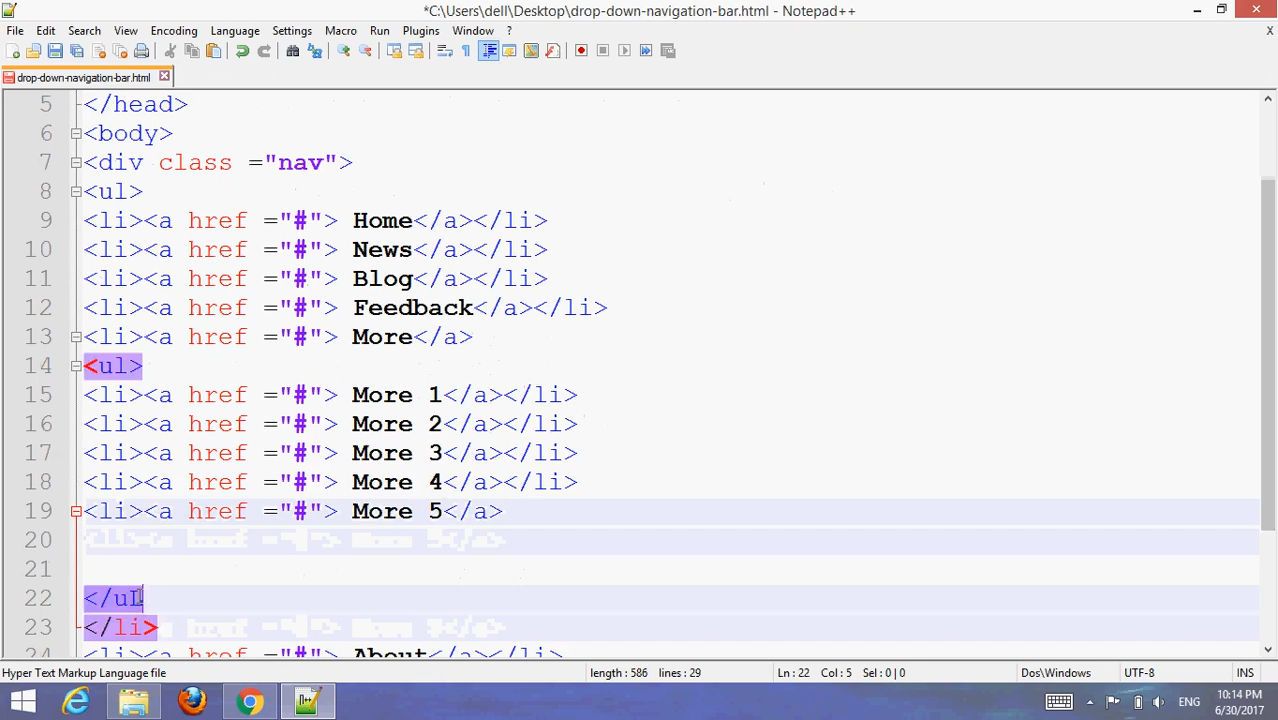 *C:\Users\dell\Desktop\drop-down-navigation-bar.html - Notepad++
File Edit Search View Encoding Language Settings Macro Run Plugins Window ? X
drop-down-navigation-bar.html
5 </head>
6 <body>
7 <div class ="nav">
8 <ul>
9 <li><a href ="#"> Home</a></li>
10 <li><a href ="#"> News</a></li>
11 <li><a href ="#"> Blog</a></li>
12 <li><a href ="#"> Feedback</a></li>
13 <li><a href ="#"> More</a>
14 <ul>
15 <li><a href ="#"> More 1</a></li>
16 <li><a href ="#"> More 2</a></li>
17 <li><a href ="#"> More 3</a></li>
18 <li><a href ="#"> More 4</a></li>
19 <li><a href ="#"> More 5</a>
20
21
22 </ul
23 </li>
24 <li><a href ="#"> About</a></li>
Hyper Text Markup Language file length : 586 lines : 29 Ln : 22 Col : 5 Sel : 0 | 0 Dos\Windows UTF-8 INS
ENG 10:14 PM
6/30/2017